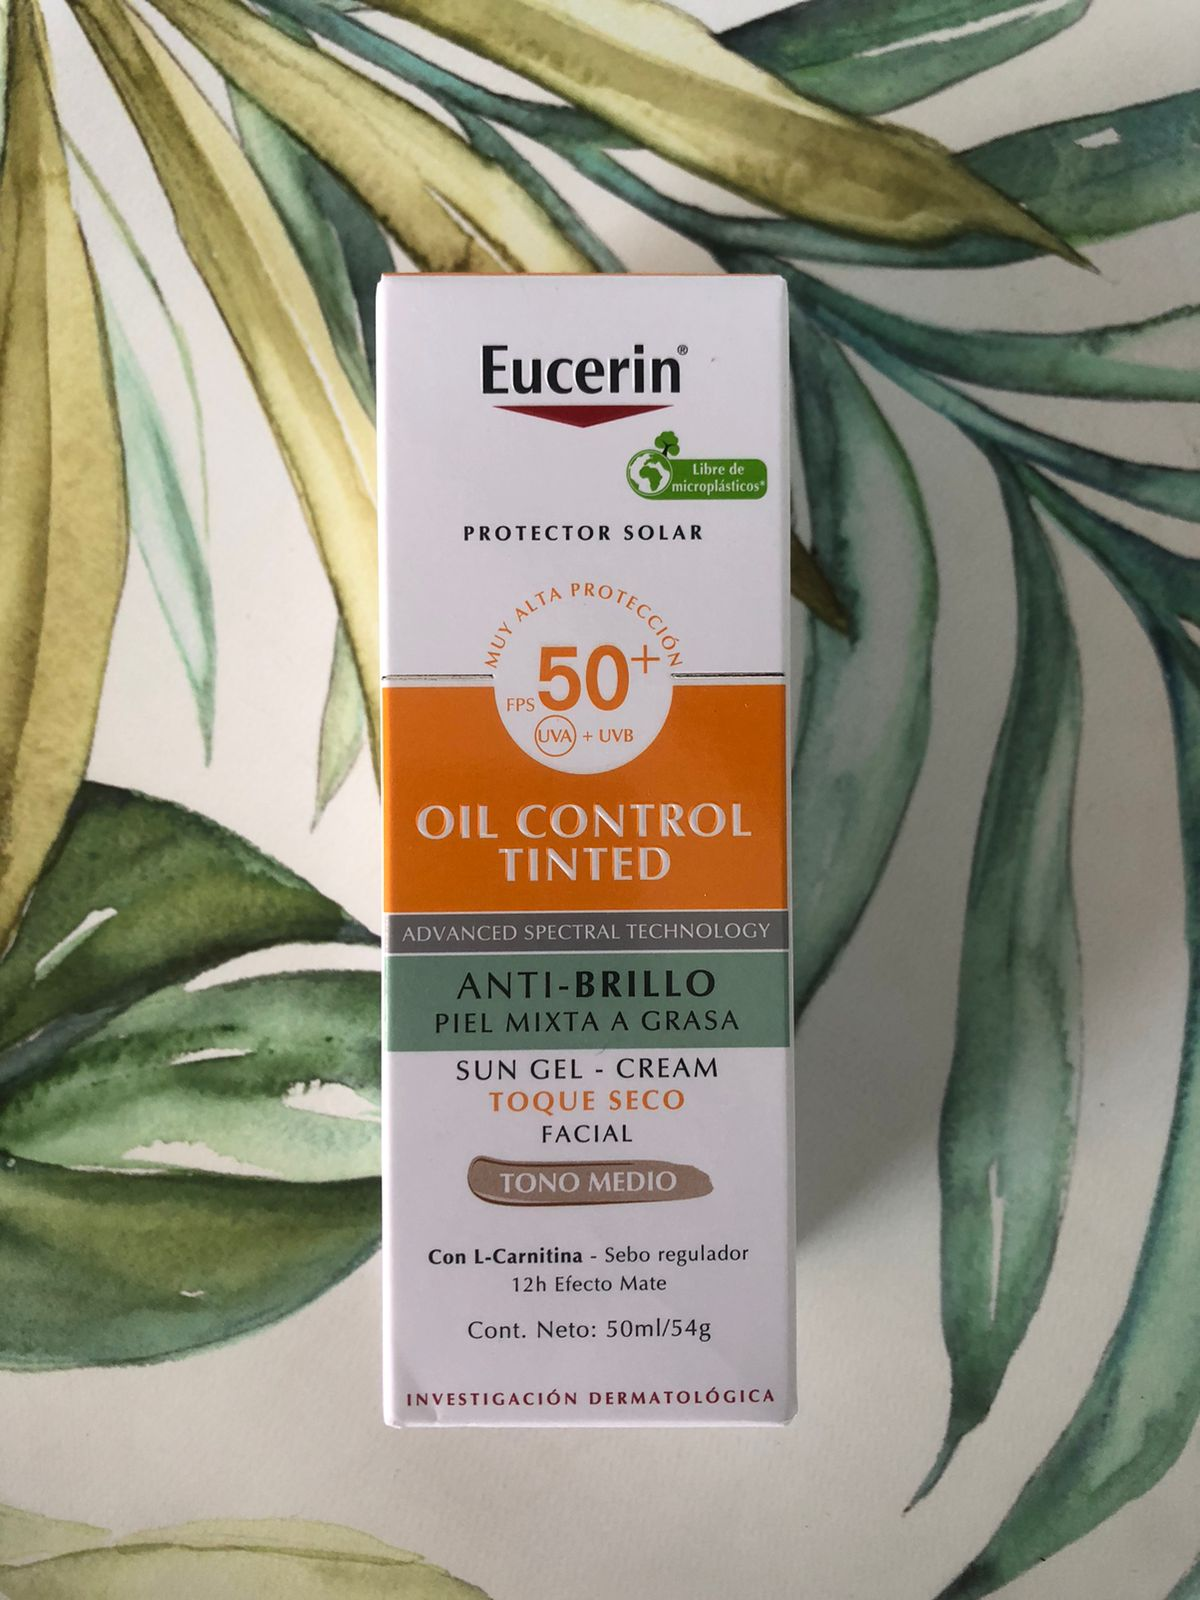 Eucerin®
Libre de
microplásticos*
PROTECTOR SOLAR
MUY ALTA PROTECCIÓN
FPS 50+
UVA + UVB
OIL CONTROL
TINTED
ADVANCED SPECTRAL TECHNOLOGY
ANTI-BRILLO
PIEL MIXTA A GRASA
SUN GEL - CREAM
TOQUE SECO
FACIAL
TONO MEDIO
Con L-Carnitina - Sebo regulador
12h Efecto Mate
Cont. Neto: 50ml/54g
INVESTIGACIÓN DERMATOLÓGICA